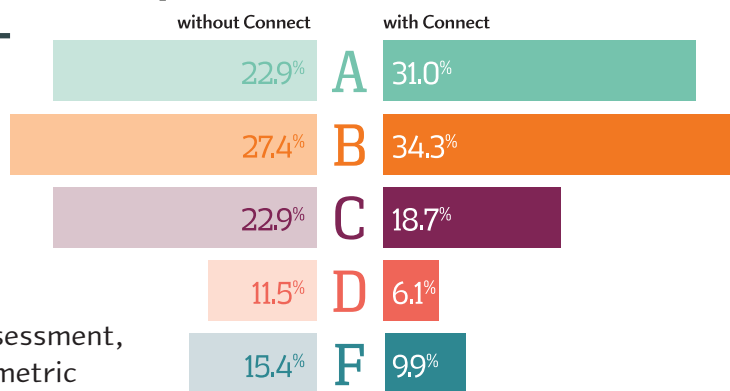 without Connect with Connect
22.9% A 31.0%
27.4% B 34.3%
22.9% C 18.7%
11.5% D 6.1%
15.4% F 9.9%
metric